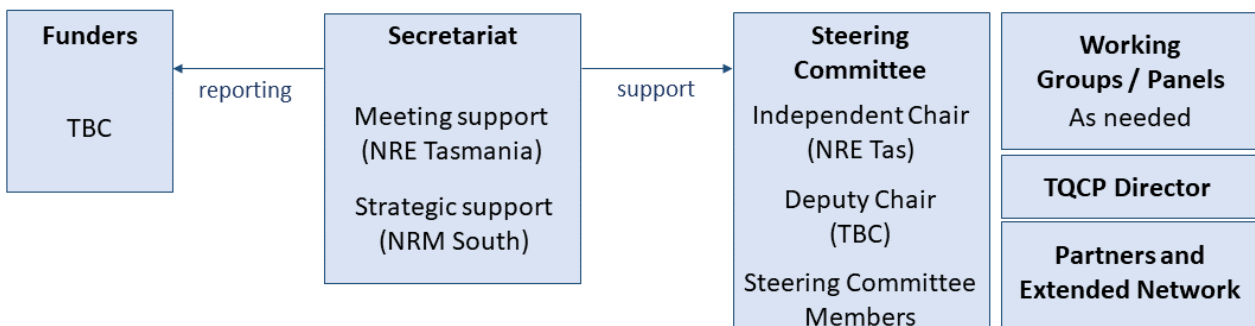 Funders
TBC
reporting
Secretariat
Meeting support
(NRE Tasmania)
Strategic support
(NRM South)
support
Steering
Committee
Independent Chair
(NRE Tas)
Deputy Chair
(TBC)
Steering Committee
Members
Working
Groups / Panels
As needed
TQCP Director
Partners and
Extended Network